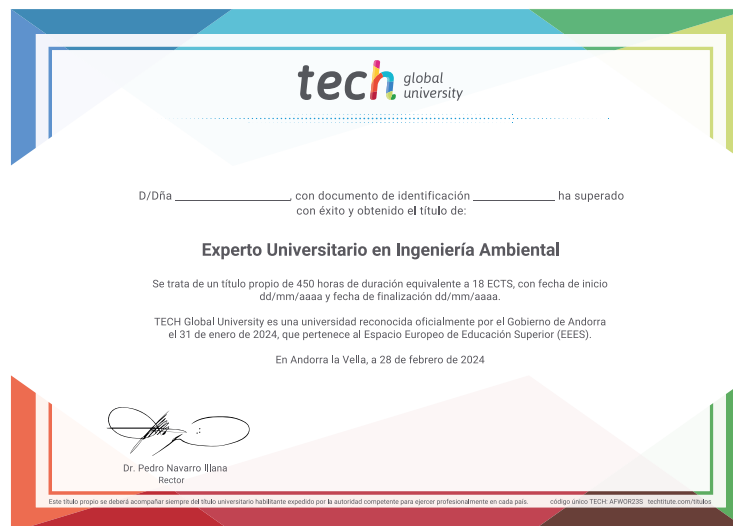 tech global university
D/Dña ____________________, con documento de identificación ______________ ha superado
con éxito y obtenido el título de:
Experto Universitario en Ingeniería Ambiental
Se trata de un título propio de 450 horas de duración equivalente a 18 ECTS, con fecha de inicio
dd/mm/aaaa y fecha de finalización dd/mm/aaaa.
TECH Global University es una universidad reconocida oficialmente por el Gobierno de Andorra
el 31 de enero de 2024, que pertenece al Espacio Europeo de Educación Superior (EEES).
En Andorra la Vella, a 28 de febrero de 2024
Dr. Pedro Navarro Illana
Rector
Este título propio se deberá acompañar siempre del título universitario habilitante expedido por la autoridad competente para ejercer profesionalmente en cada país. código único TECH: AFWOR23S techtitute.com/titulos